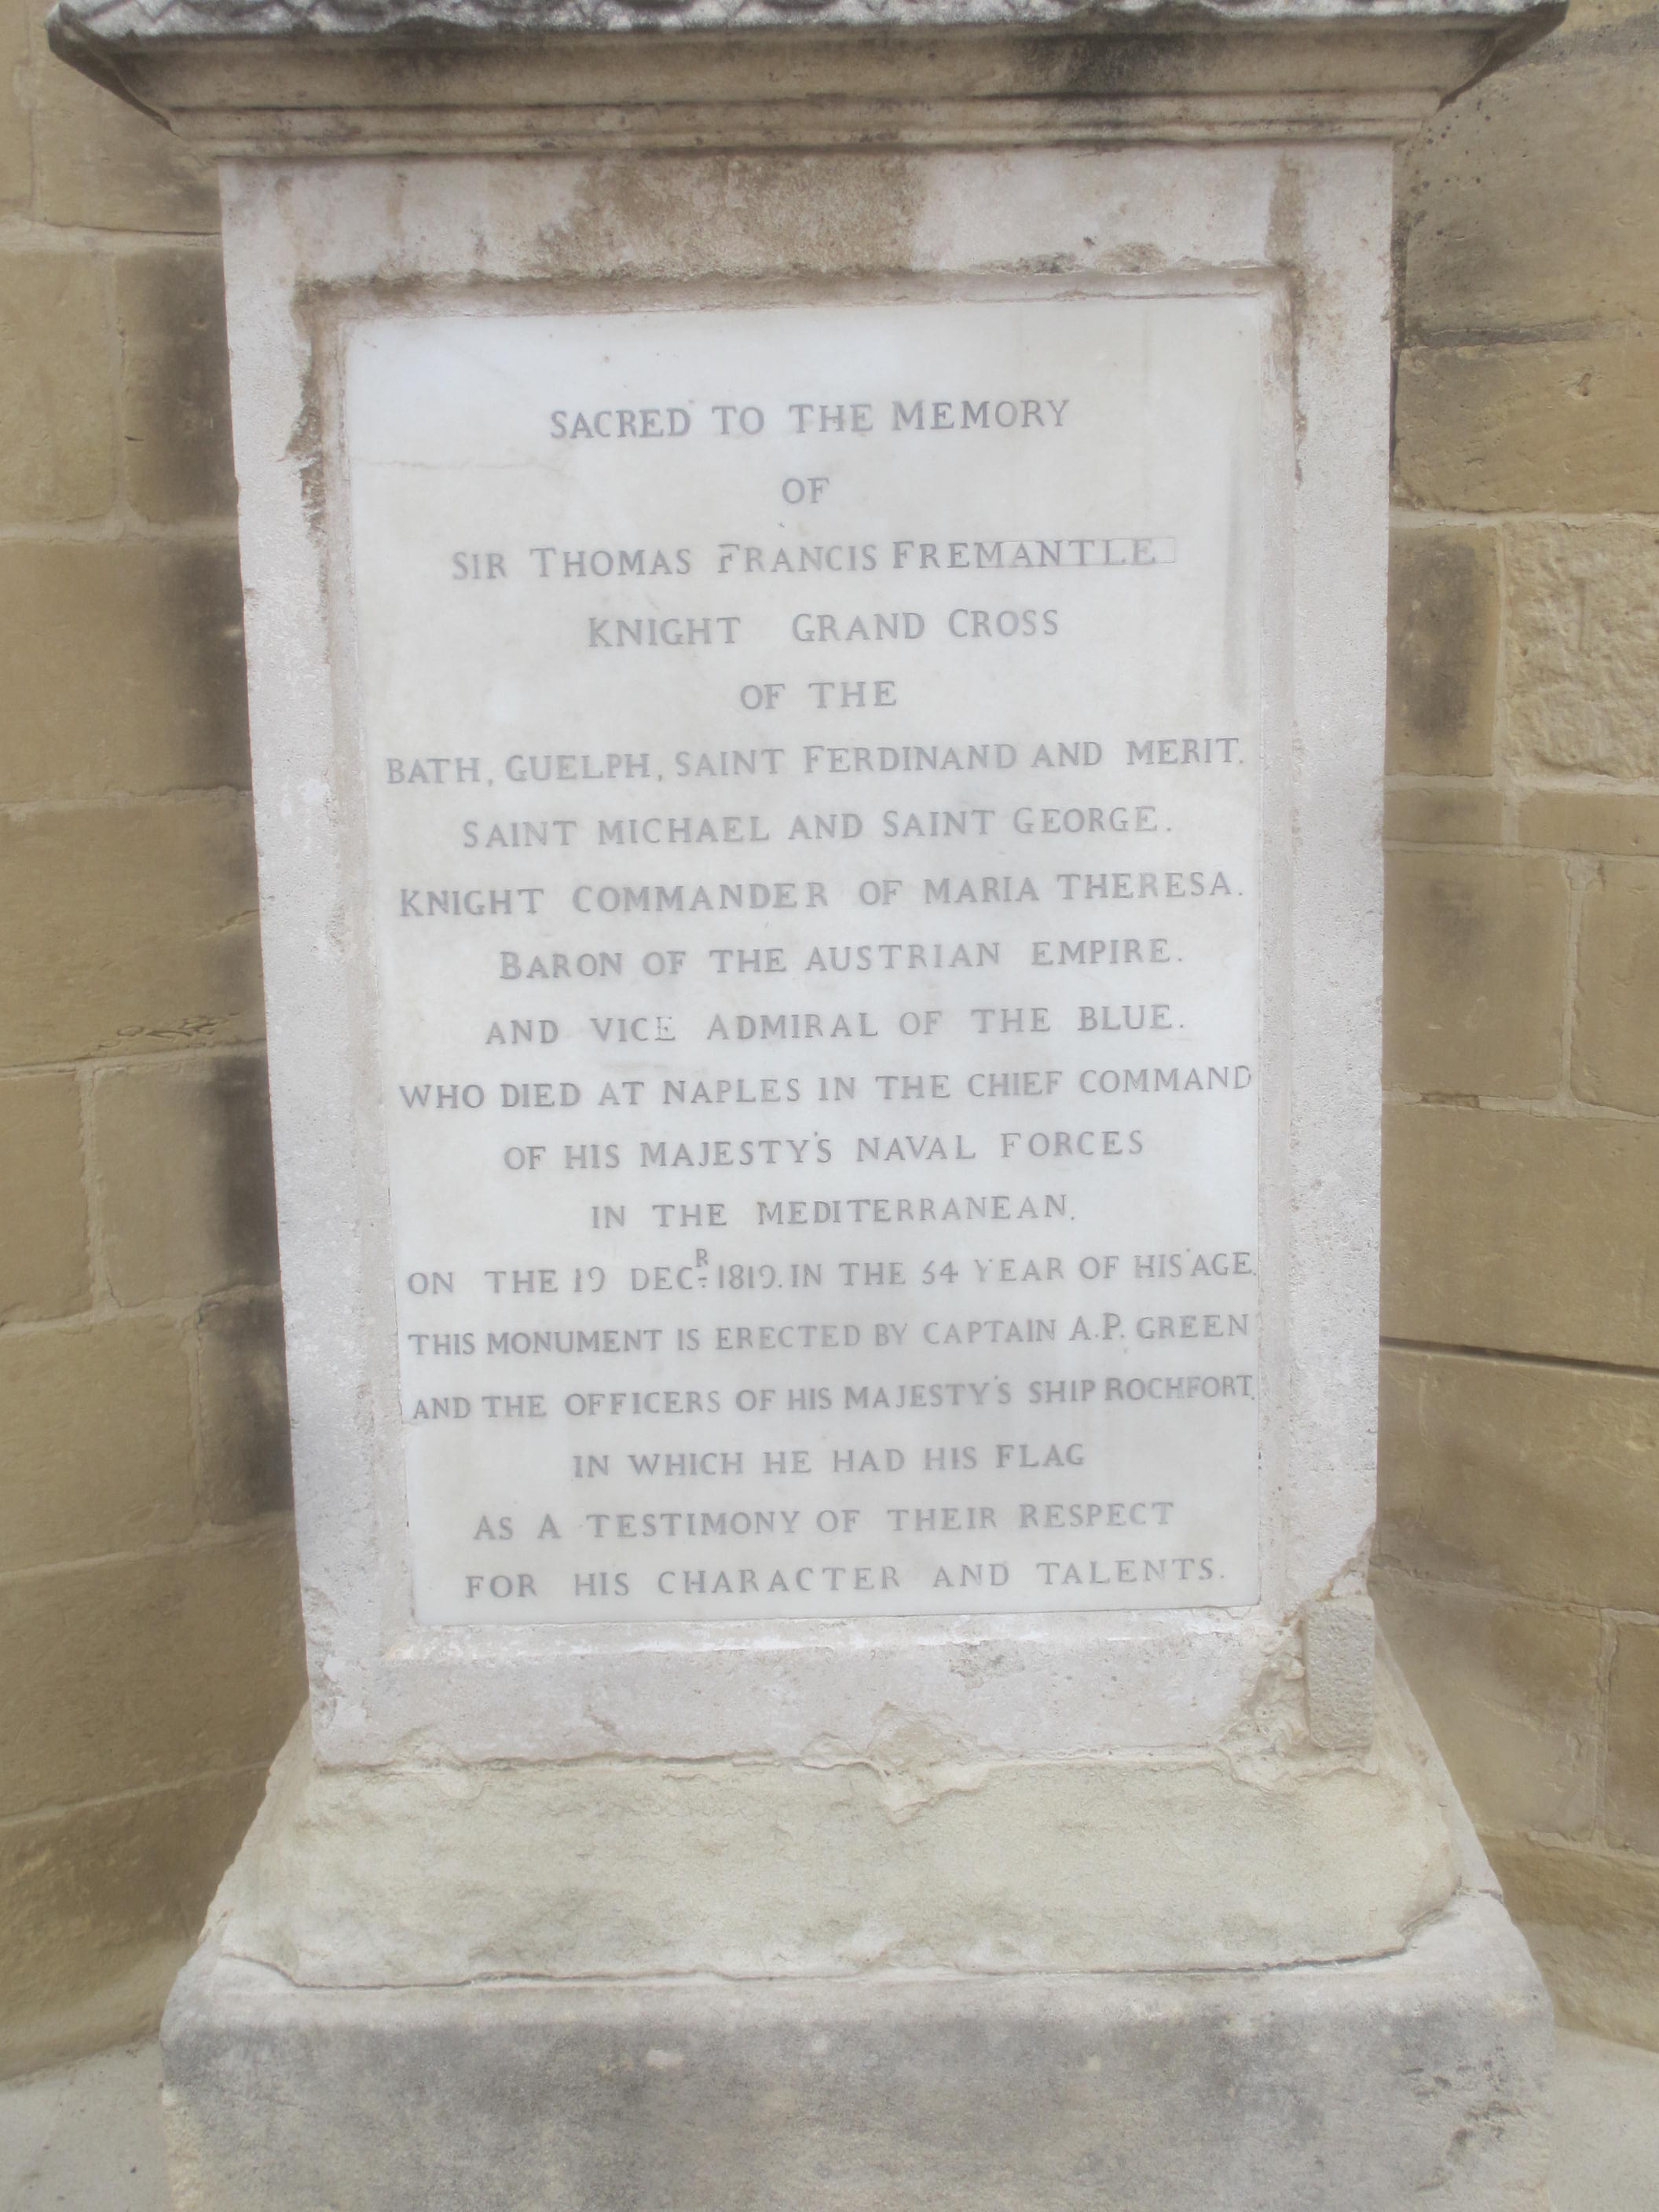 SACRED TO THE MEMORY
OF
SIR THOMAS FRANCIS FREMANTLE
KNIGHT GRAND CROSS
OF THE
BATH, GUELPH, SAINT FERDINAND AND MERIT.
SAINT MICHAEL AND SAINT GEORGE.
KNIGHT COMMANDER OF MARIA THERESA.
BARON OF THE AUSTRIAN EMPIRE.
AND VICE ADMIRAL OF THE BLUE.
WHO DIED AT NAPLES IN THE CHIEF COMMAND
OF HIS MAJESTY'S NAVAL FORCES
IN THE MEDITERRANEAN.
ON THE 19 DECR. 1819. IN THE 54 YEAR OF HIS AGE.
THIS MONUMENT IS ERECTED BY CAPTAIN A.P. GREEN
AND THE OFFICERS OF HIS MAJESTY'S SHIP ROCHFORT.
IN WHICH HE HAD HIS FLAG
AS A TESTIMONY OF THEIR RESPECT
FOR HIS CHARACTER AND TALENTS.